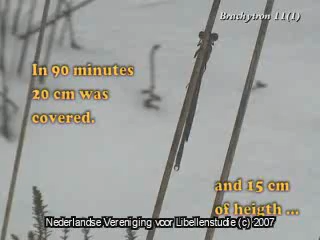 Brachytron 11(1)
In 90 minutes
20 cm was
covered.
and 15 cm
of heigth ...
Nederlandse Vereniging voor Libellenstudie (c) 2007